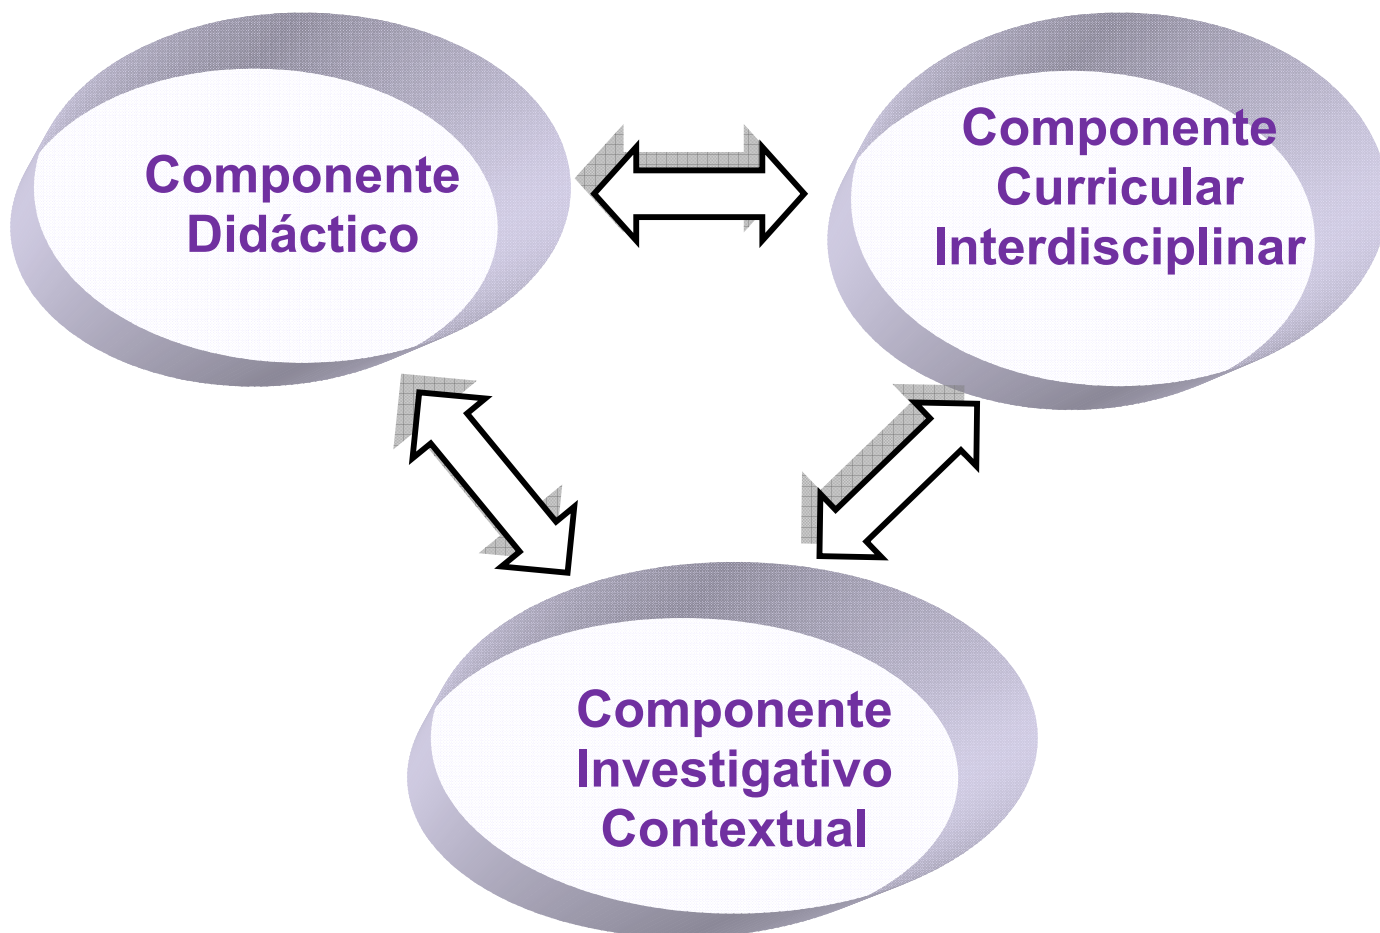 Componente
Didáctico
Componente
Curricular
Interdisciplinar
Componente
Investigativo
Contextual